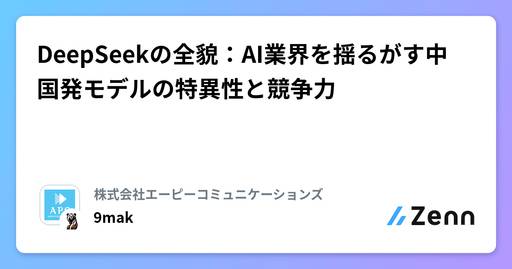 DeepSeekの全貌：AI業界を揺るがす中
国発モデルの特異性と競争力
株式会社エーピーコミュニケーションズ
APC
9mak
Zenn